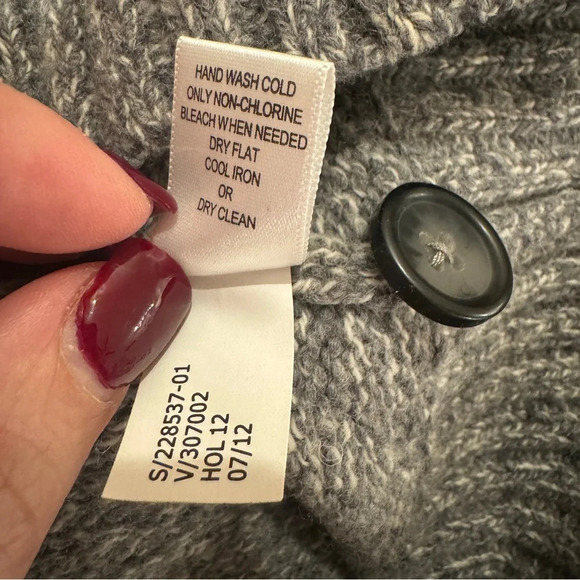 HAND WASH COLD
ONLY NON-CHLORINE
BLEACH WHEN NEEDED
DRY FLAT
COOL IRON
OR
DRY CLEAN
S/228537-01
V/307002
HOL 12
07/12